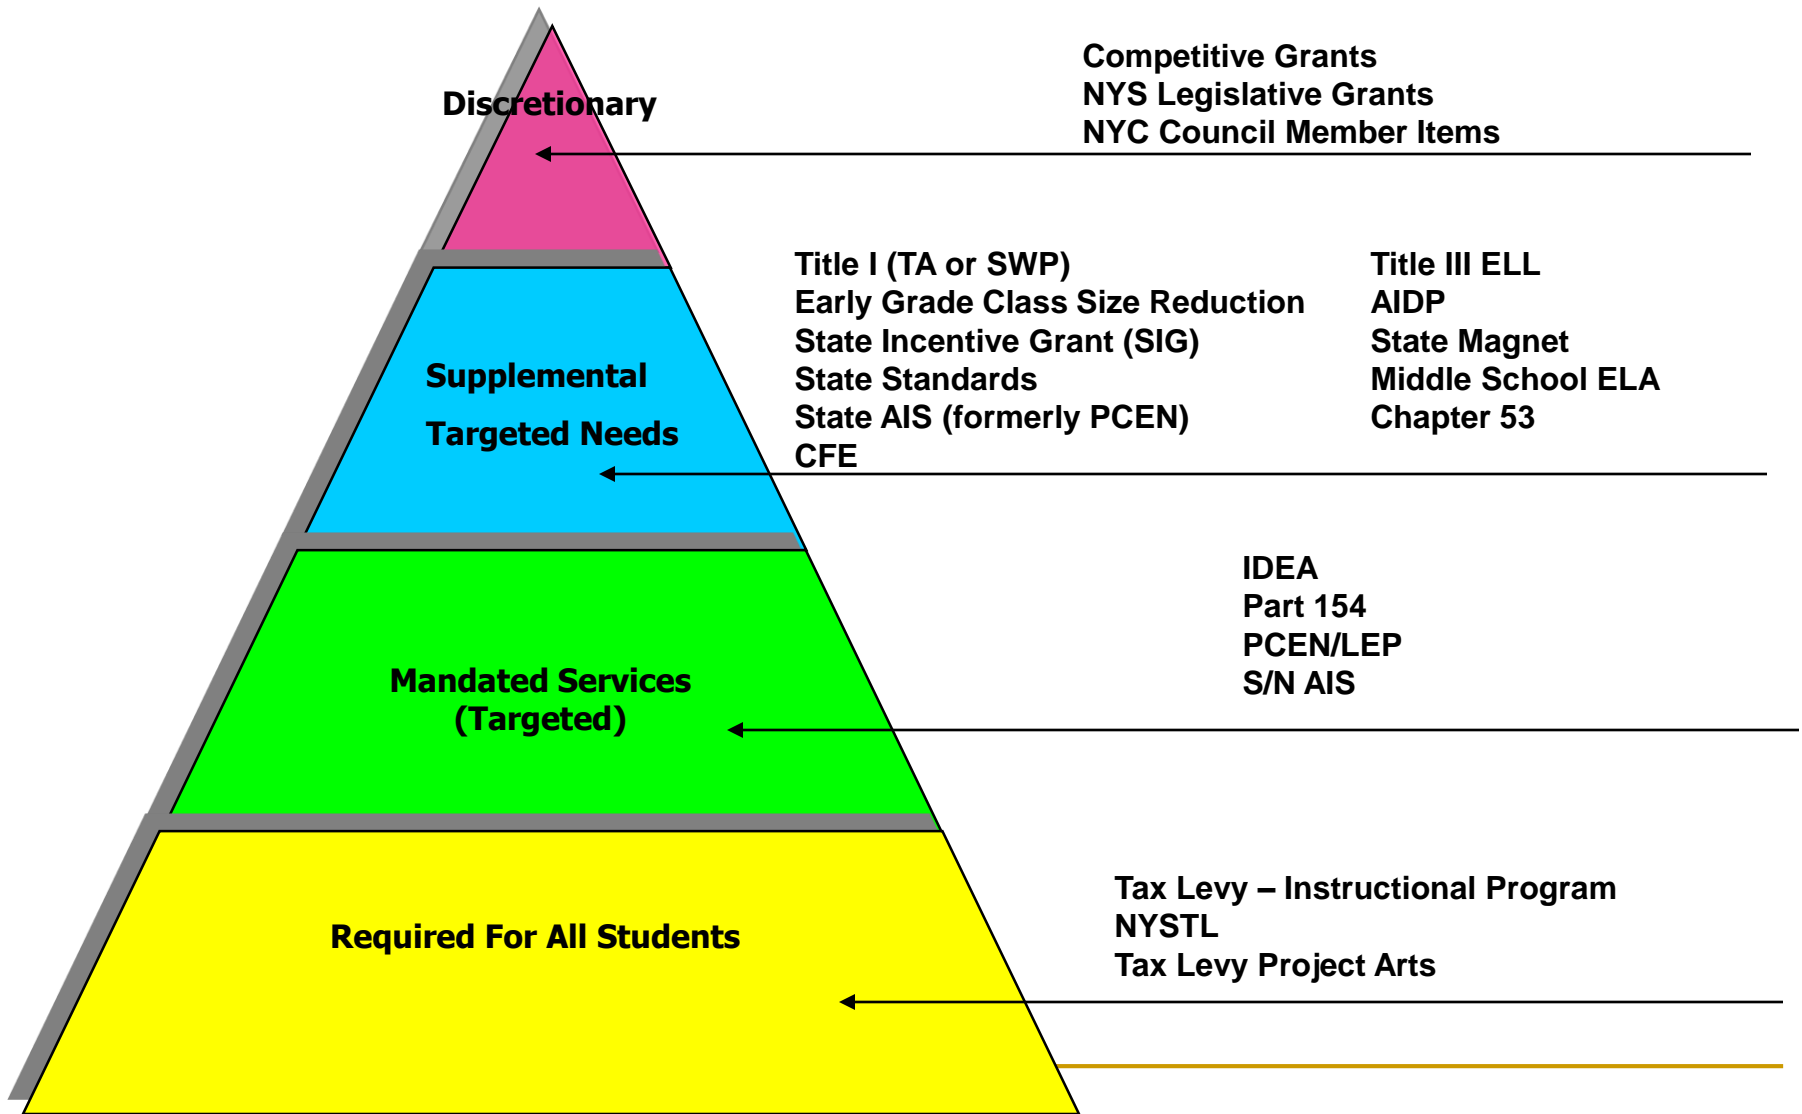 Discretionary
Competitive Grants
NYS Legislative Grants
NYC Council Member Items
Supplemental
Targeted Needs
Title I (TA or SWP)
Early Grade Class Size Reduction
State Incentive Grant (SIG)
State Standards
State AIS (formerly PCEN)
CFE
Title III ELL
AIDP
State Magnet
Middle School ELA
Chapter 53
Mandated Services
(Targeted)
IDEA
Part 154
PCEN/LEP
S/N AIS
Required For All Students
Tax Levy – Instructional Program
NYSTL
Tax Levy Project Arts